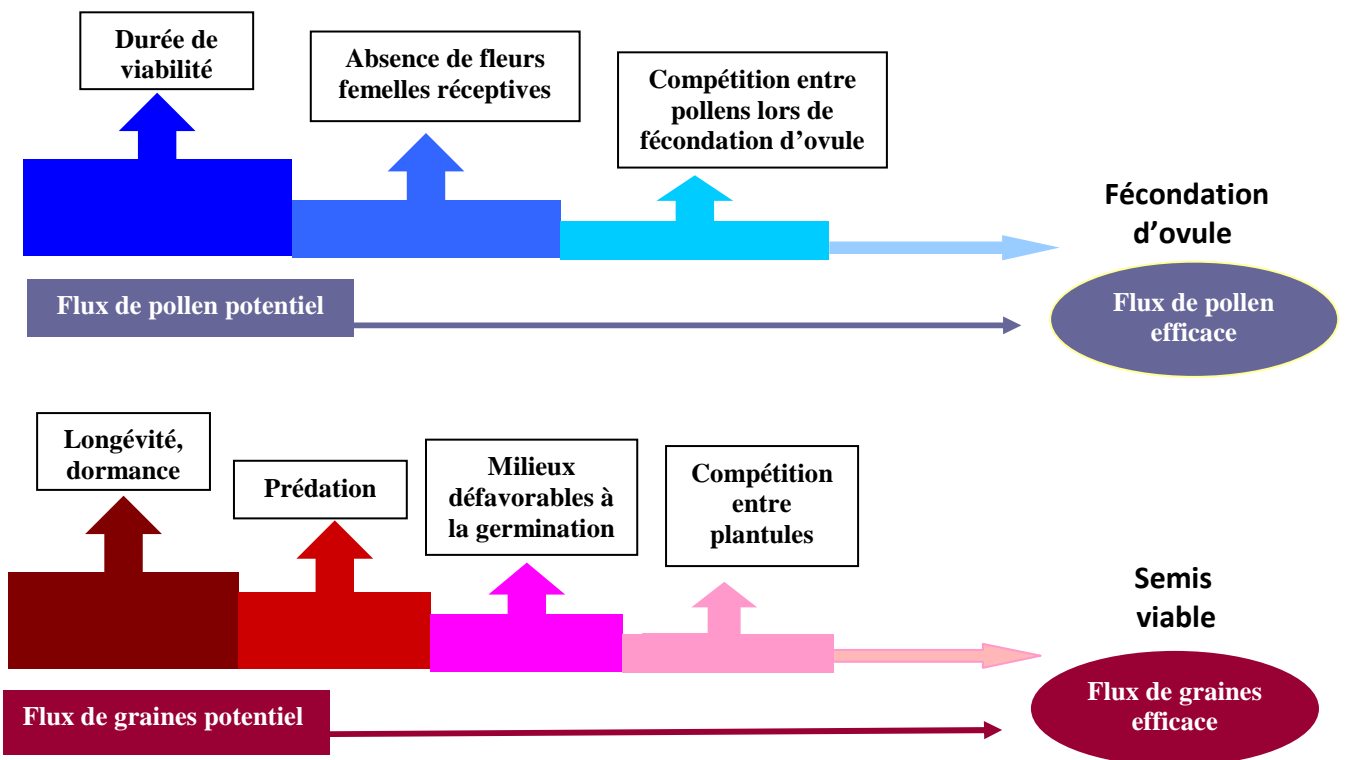 Durée de
viabilité
Absence de fleurs
femelles réceptives
Compétition entre
pollens lors de
fécondation d’ovule
Fécondation
d’ovule
Flux de pollen potentiel
Flux de pollen
efficace
Longévité,
dormance
Prédation
Milieux
défavorables à
la germination
Compétition
entre
plantules
Semis
viable
Flux de graines potentiel
Flux de graines
efficace